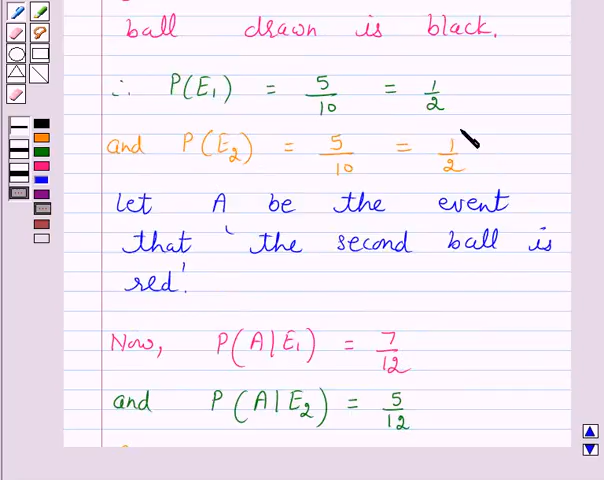 ball drawn is black.
∴ P(E₁) = 5/10 = 1/2
and P(E₂) = 5/10 = 1/2
Let A be the event
that 'the second ball is
red'.
Now, P(A|E₁) = 7/12
and P(A|E₂) = 5/12